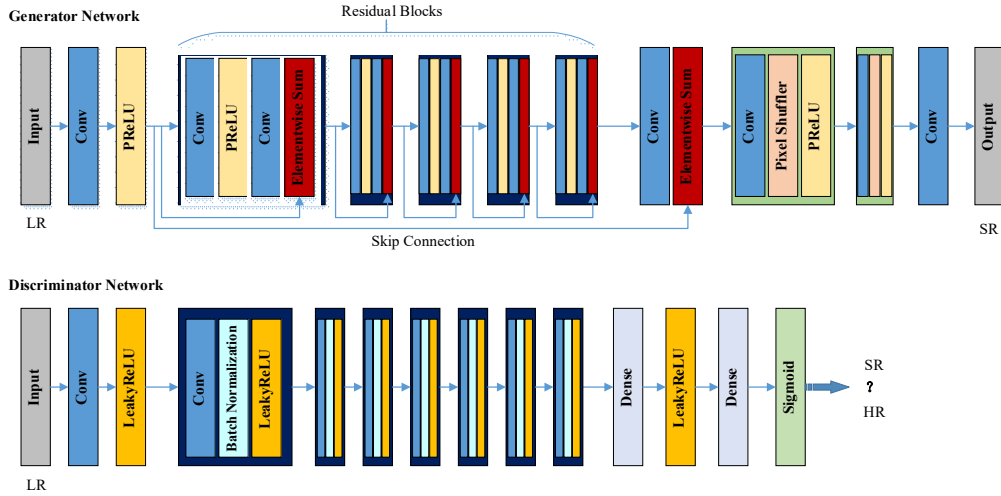 Generator Network
Residual Blocks
Input
Conv
PReLU
Conv
PReLU
Conv
Elementwise Sum
Conv
Elementwise Sum
Conv
Pixel Shuffler
PReLU
Conv
Output
LR
Skip Connection
SR
Discriminator Network
Input
Conv
LeakyReLU
Conv
Batch Normalization
LeakyReLU
Dense
LeakyReLU
Dense
Sigmoid
SR
?
HR
LR